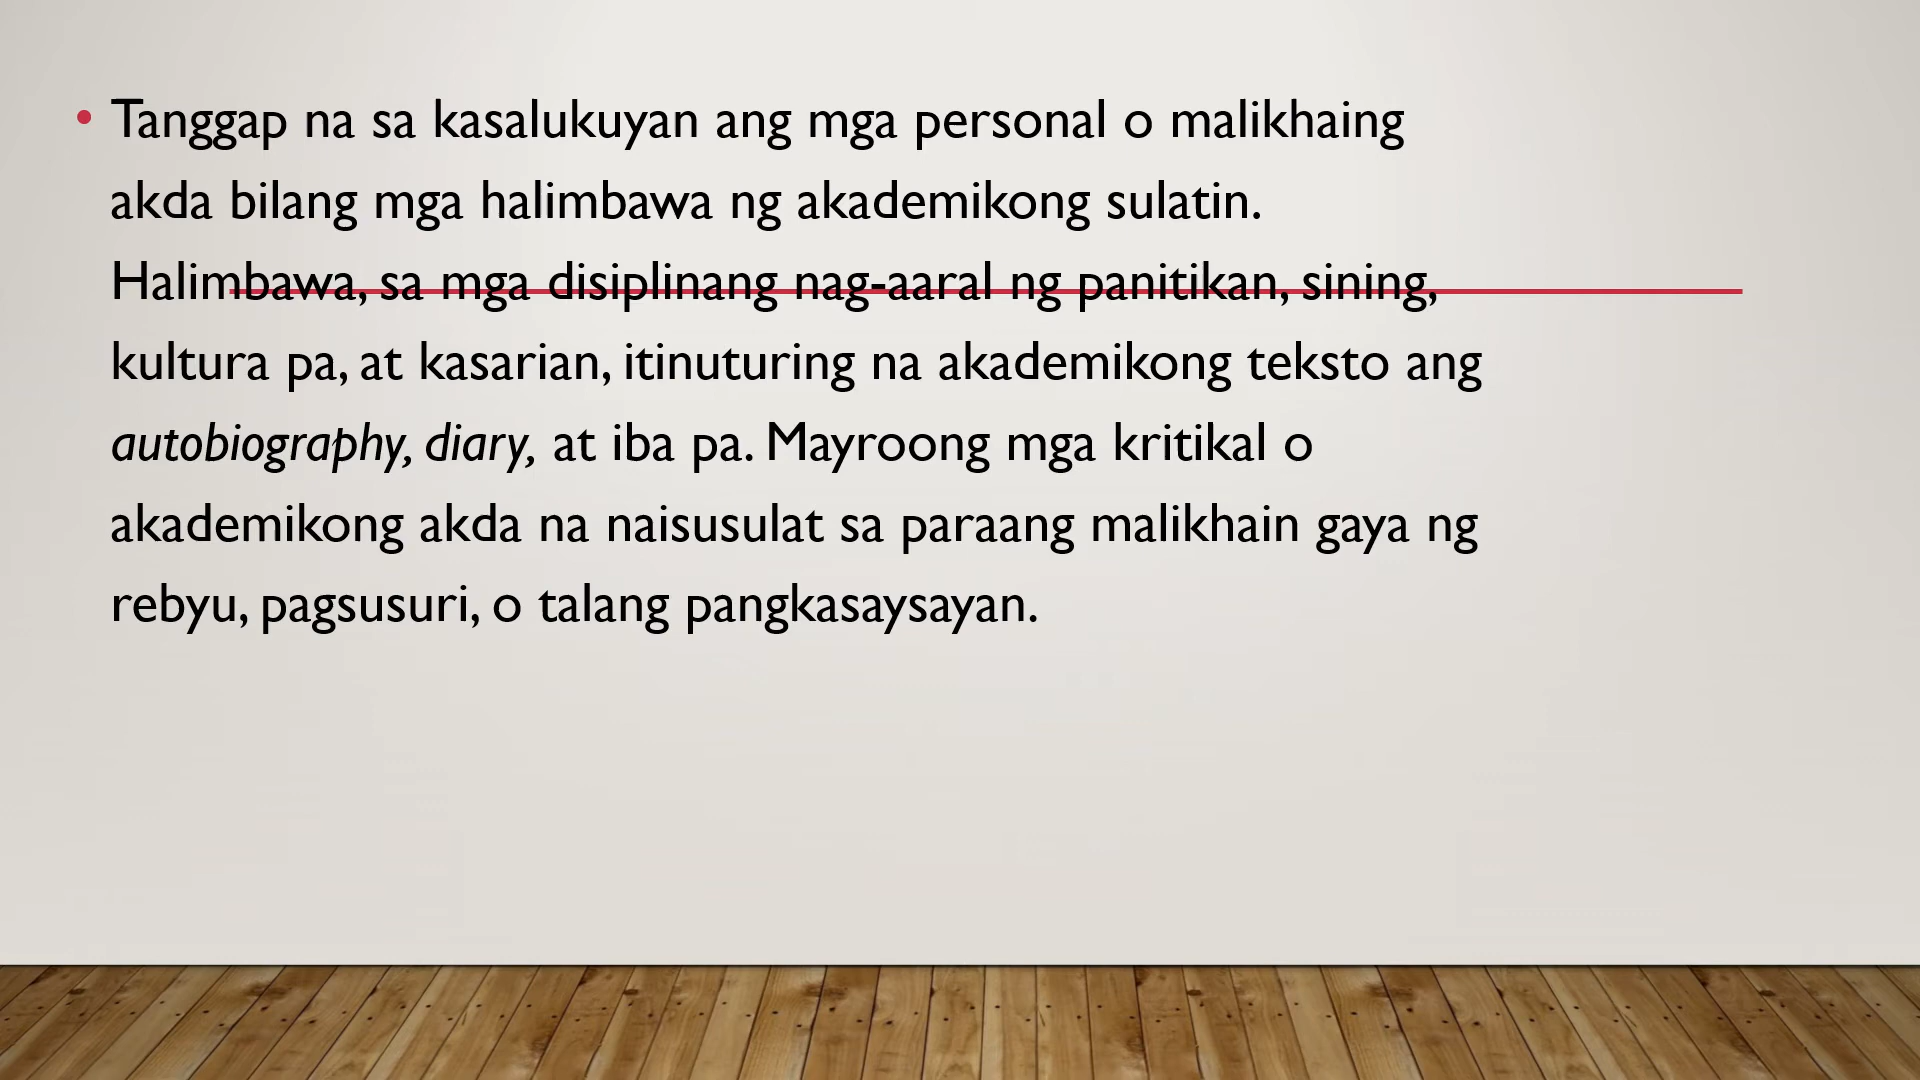 • Tanggap na sa kasalukuyan ang mga personal o malikhaing
akda bilang mga halimbawa ng akademikong sulatin.
Halimbawa, sa mga disiplinang nag-aaral ng panitikan, sining,
kultura pa, at kasarian, itinuturing na akademikong teksto ang
autobiography, diary, at iba pa. Mayroong mga kritikal o
akademikong akda na naisusulat sa paraang malikhain gaya ng
rebyu, pagsusuri, o talang pangkasaysayan.